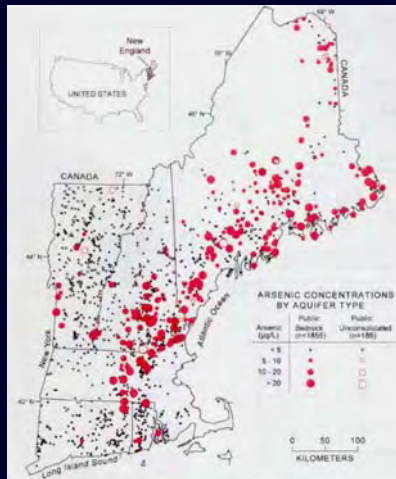 New
England
UNITED STATES
68° W
70° W
CANADA
46° N
CANADA
72° W
44° N
New York
Atlantic Ocean
42° N
Long Island Sound
ARSENIC CONCENTRATIONS
BY AQUIFER TYPE
Arsenic
(µg/L)
Public
Bedrock
(n=1855)
Public
Unconsolidated
< 5
5 - 10
10 - 20
> 20
0 50 100
KILOMETERS